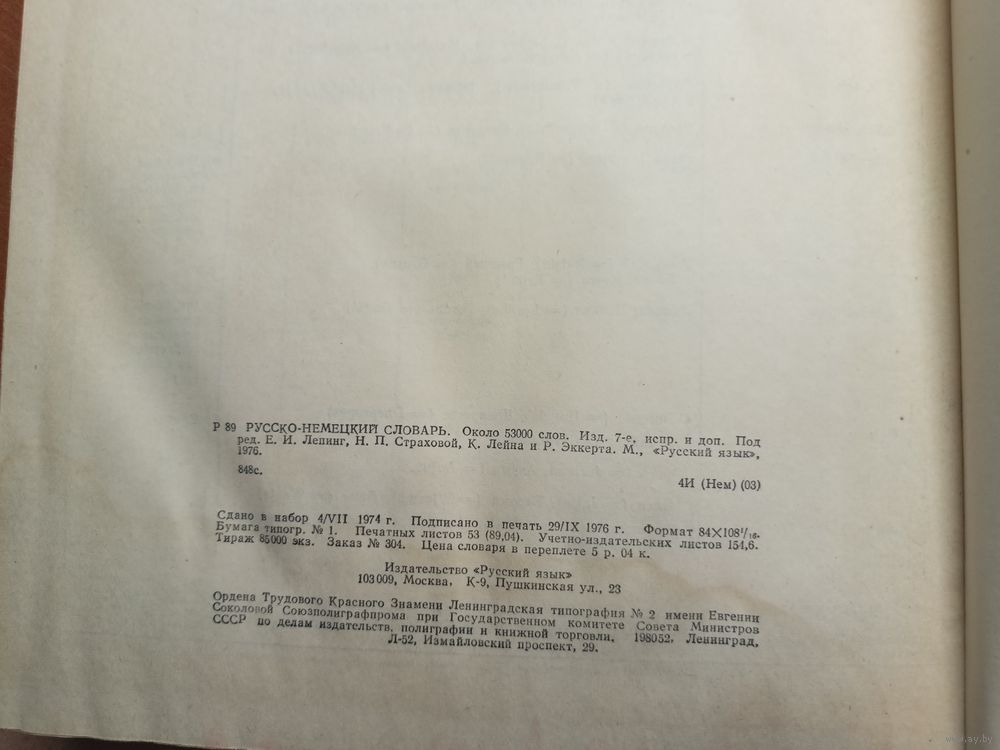 Р 89 РУССКО-НЕМЕЦКИЙ СЛОВАРЬ. Около 53000 слов. Изд. 7-е, испр. и доп. Под
ред. Е. И. Лепинг, Н. П. Страховой, К. Лейна и Р. Эккерта. М., «Русский язык»,
1976.
848с.
4И (Нем) (03)
Сдано в набор 4/VII 1974 г. Подписано в печать 29/IX 1976 г. Формат 84×108¹/₁₆.
Бумага типогр. № 1. Печатных листов 53 (89,04). Учетно-издательских листов 154,6.
Тираж 85000 экз. Заказ № 304. Цена словаря в переплете 5 р. 04 к.
Издательство «Русский язык»
103009, Москва, К-9, Пушкинская ул., 23
Ордена Трудового Красного Знамени Ленинградская типография № 2 имени Евгении
Соколовой Союзполиграфпрома при Государственном комитете Совета Министров
СССР по делам издательств, полиграфии и книжной торговли. 198052, Ленинград,
Л-52, Измайловский проспект, 29.
www.ay.by